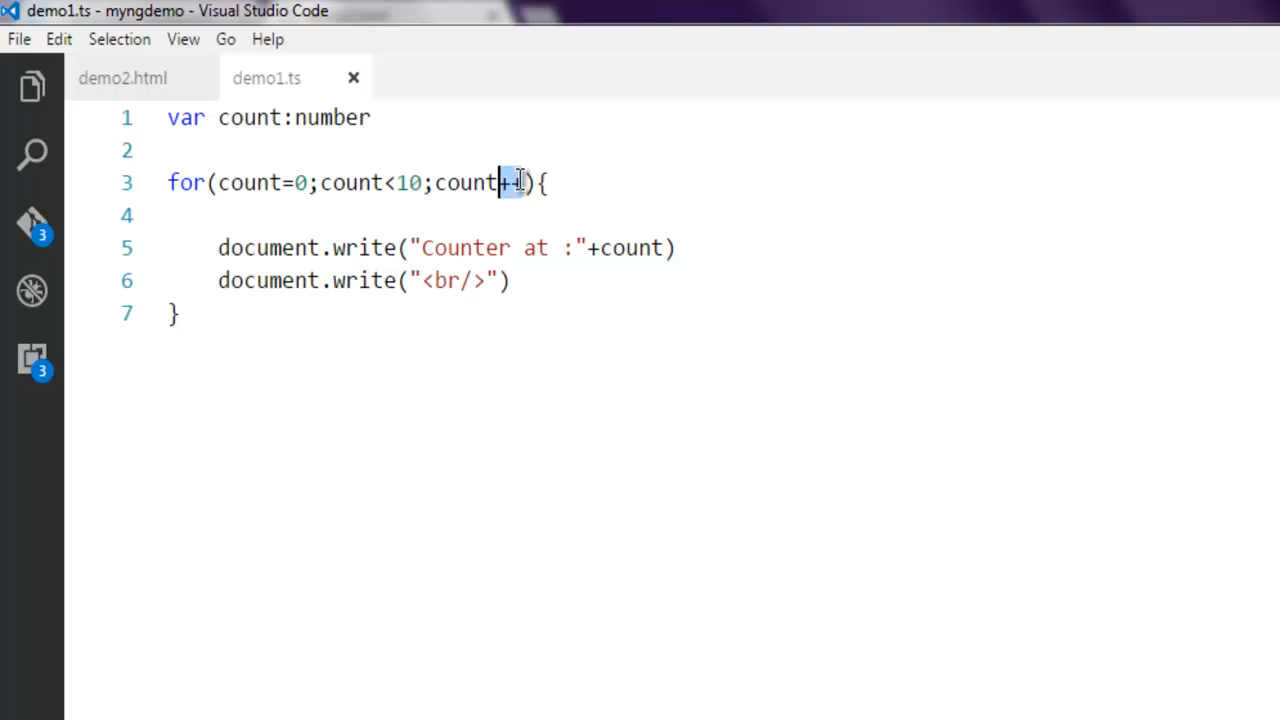 demo1.ts - myngdemo - Visual Studio Code
File Edit Selection View Go Help
demo2.html demo1.ts ×
1 var count:number
2
3 for(count=0;count<10;count++){
4
5 document.write("Counter at :"+count)
6 document.write("<br/>")
7 }
3
3